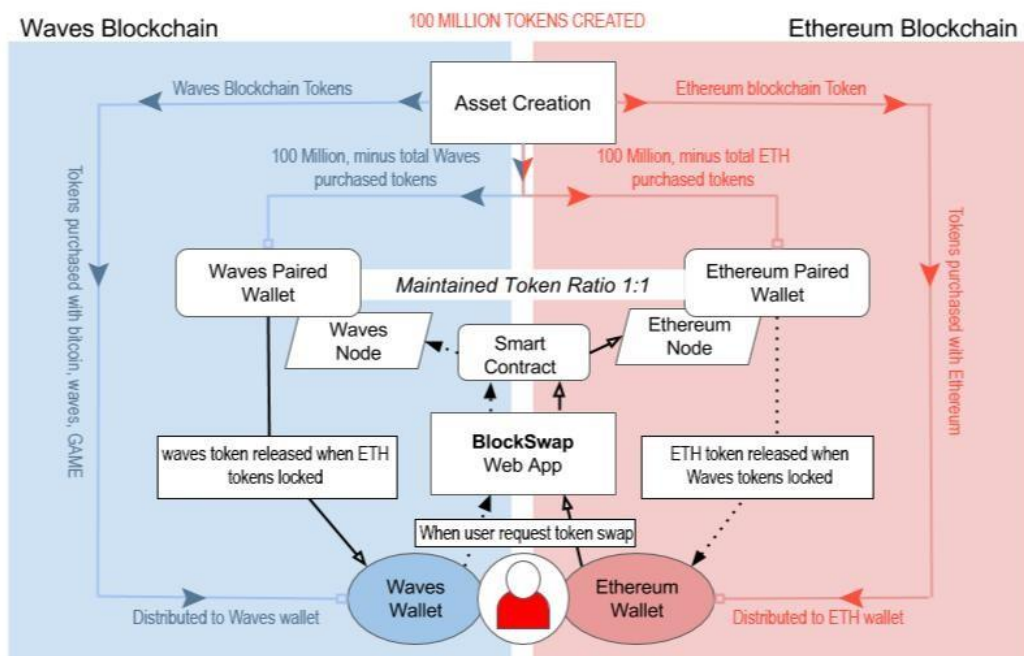 100 MILLION TOKENS CREATED
Waves Blockchain
Ethereum Blockchain
Waves Blockchain Tokens
Asset Creation
Ethereum blockchain Token
100 Million, minus total Waves
purchased tokens
100 Million, minus total ETH
purchased tokens
Tokens purchased with bitcoin, waves, GAME
Tokens purchased with Ethereum
Waves Paired
Wallet
Maintained Token Ratio 1:1
Ethereum Paired
Wallet
Waves
Node
Smart
Contract
Ethereum
Node
BlockSwap
Web App
waves token released when ETH
tokens locked
ETH token released when
Waves tokens locked
When user request token swap
Waves
Wallet
Ethereum
Wallet
Distributed to Waves wallet
Distributed to ETH wallet